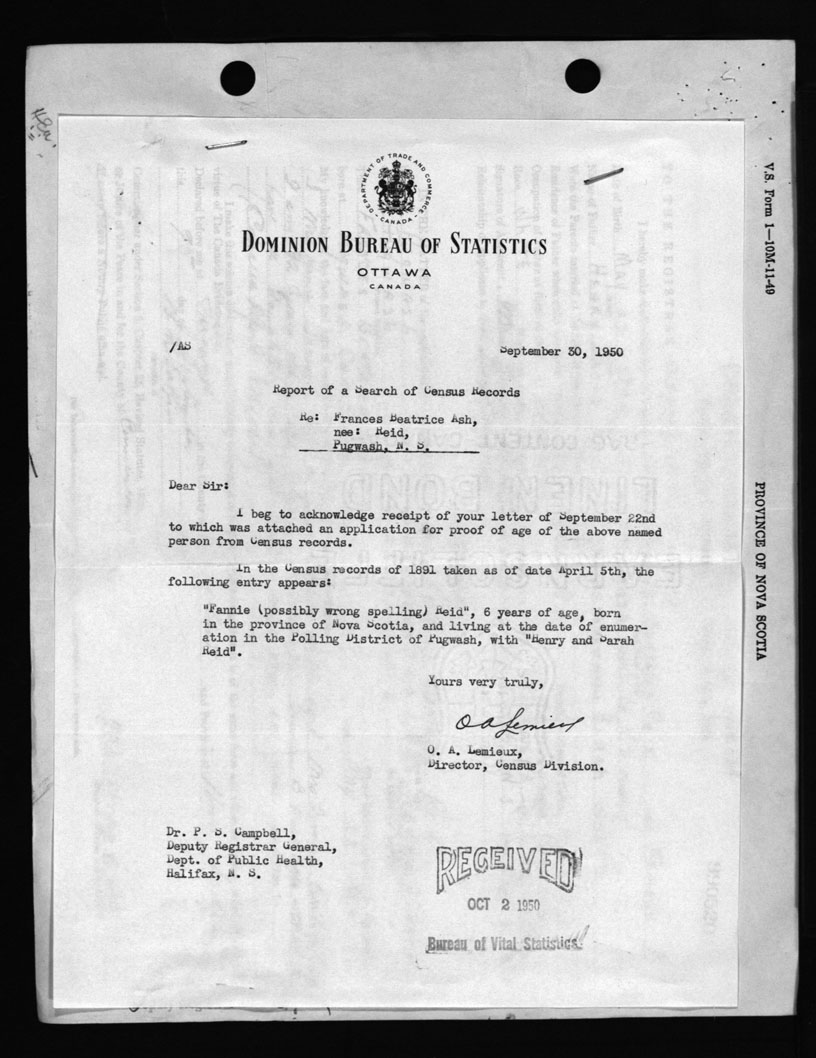 DEPARTMENT OF TRADE AND COMMERCE
CANADA
DOMINION BUREAU OF STATISTICS
OTTAWA
CANADA
/AS
September 30, 1950
Report of a Search of Census Records
Re: Frances Beatrice Ash,
nee: Reid,
Pugwash, N. S.
Dear Sir:
I beg to acknowledge receipt of your letter of September 22nd
to which was attached an application for proof of age of the above named
person from Census records.
In the Census records of 1891 taken as of date April 5th, the
following entry appears:
"Fannie (possibly wrong spelling) Reid", 6 years of age, born
in the province of Nova Scotia, and living at the date of enumer-
ation in the Polling District of Pugwash, with "Henry and Sarah
Reid".
Yours very truly,
O A Lemieux
O. A. Lemieux,
Director, Census Division.
Dr. P. S. Campbell,
Deputy Registrar General,
Dept. of Public Health,
Halifax, N. S.
RECEIVED
OCT 2 1950
Bureau of Vital Statistics
V.S. Form 1—10M-11-49
PROVINCE OF NOVA SCOTIA